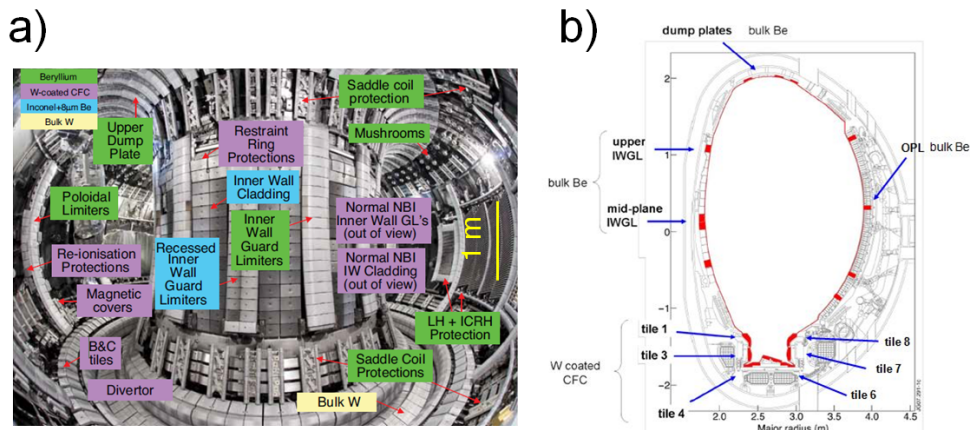 a)
Beryllium
W-coated CFC
Inconel+8µm Be
Bulk W
Upper
Dump
Plate
Saddle coil
protection
Mushrooms
Restraint
Ring
Protections
Inner Wall
Cladding
Poloidal
Limiters
Inner
Wall
Guard
Limiters
Normal NBI
Inner Wall GL's
(out of view)
Normal NBI
IW Cladding
(out of view)
1 m
Re-ionisation
Protections
Recessed
Inner
Wall
Guard
Limiters
Magnetic
covers
LH + ICRH
Protection
B&C
tiles
Saddle Coil
Protections
Divertor
Bulk W
b)
dump plates bulk Be
2
upper
IWGL
1
OPL bulk Be
bulk Be
mid-plane
IWGL
0
-1
tile 1
tile 8
tile 3
tile 7
W coated
CFC
tile 4
tile 6
-2
2.0 2.5 3.0 3.5 4.0 4.5
Major radius (m)